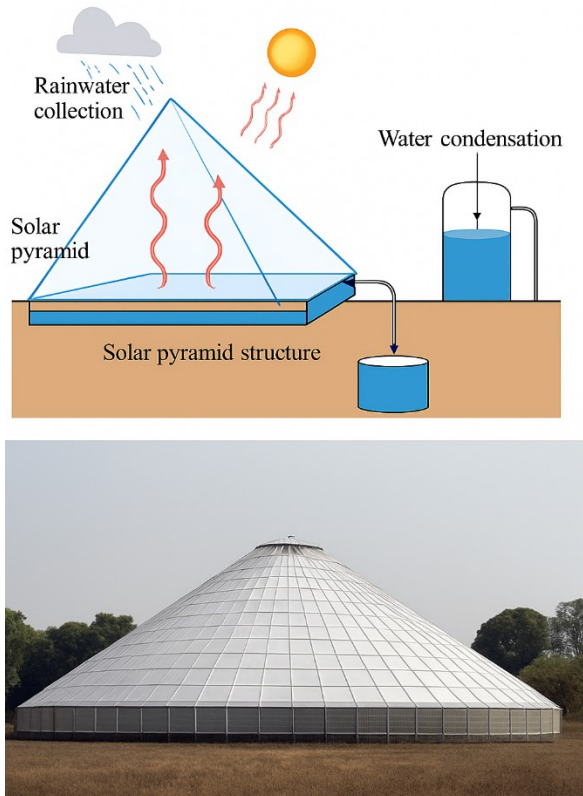 Rainwater
collection
Water condensation
Solar
pyramid
Solar pyramid structure